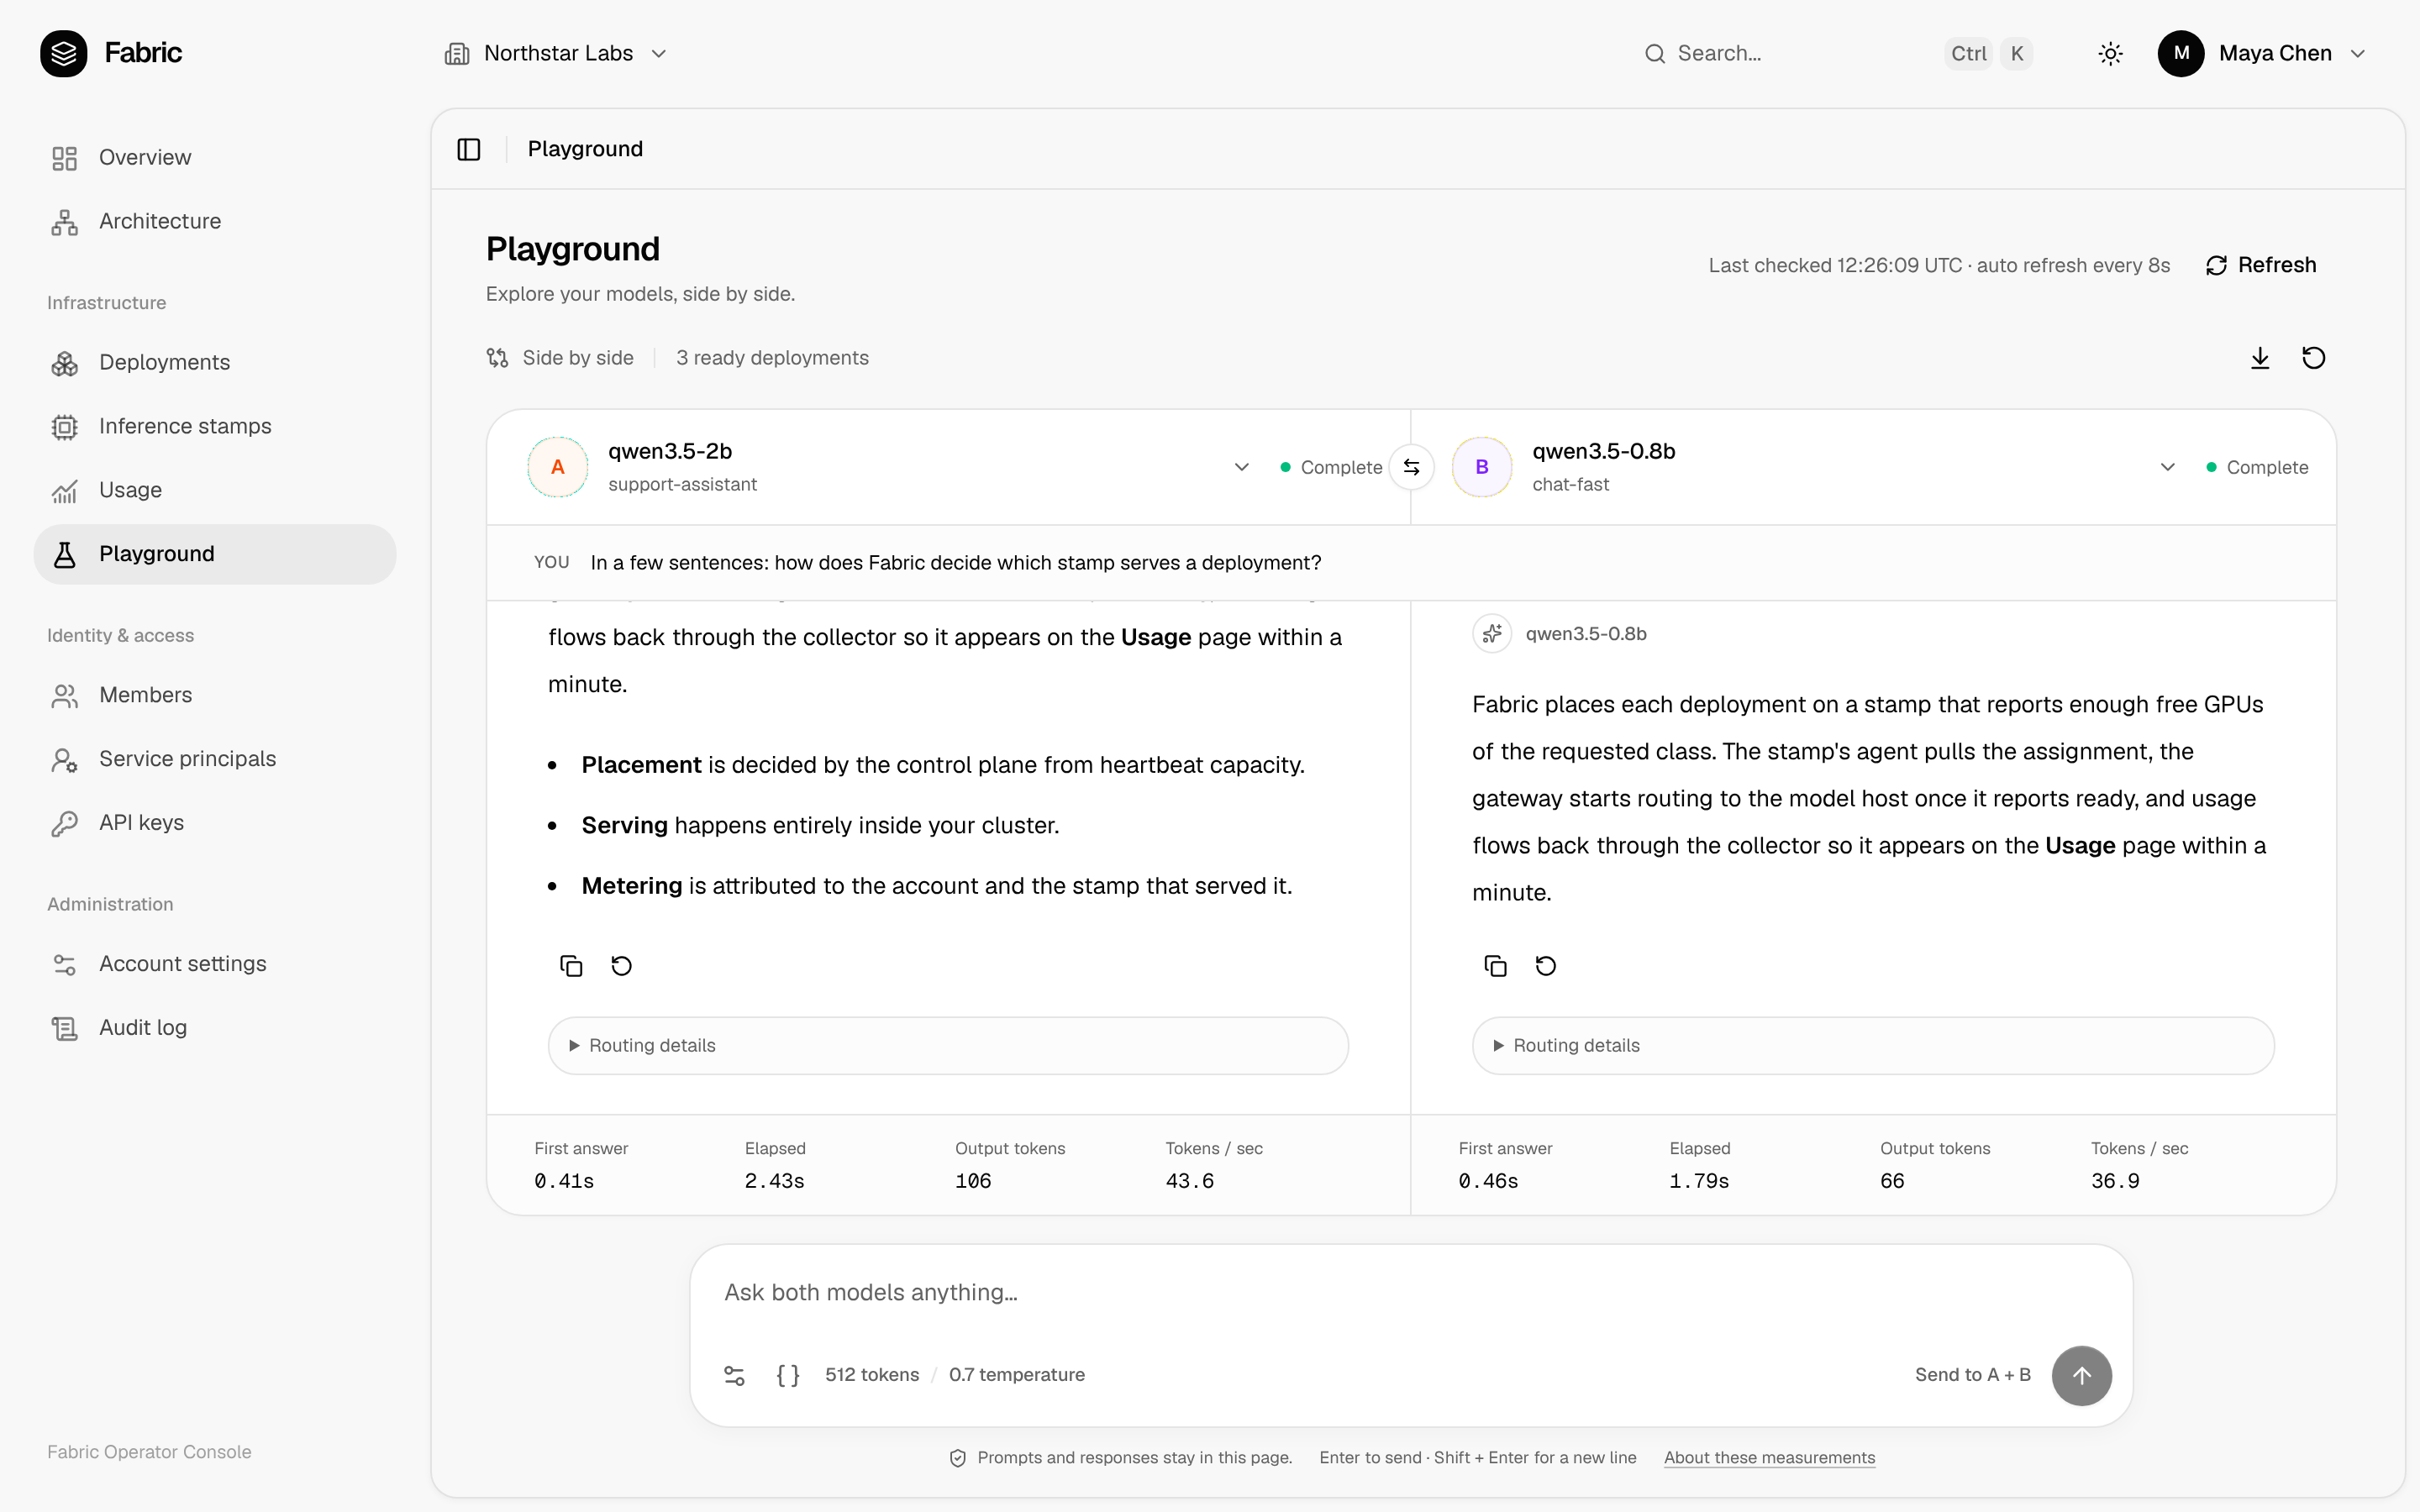 Fabric
Northstar Labs
Search...
Ctrl K
M
Maya Chen
Overview
Architecture
Infrastructure
Deployments
Inference stamps
Usage
Playground
Identity & access
Members
Service principals
API keys
Administration
Account settings
Audit log
Fabric Operator Console
Playground
Playground
Explore your models, side by side.
Last checked 12:26:09 UTC · auto refresh every 8s
Refresh
Side by side
3 ready deployments
A
qwen3.5-2b
support-assistant
Complete
B
qwen3.5-0.8b
chat-fast
Complete
YOU In a few sentences: how does Fabric decide which stamp serves a deployment?
flows back through the collector so it appears on the Usage page within a
minute.
• Placement is decided by the control plane from heartbeat capacity.
• Serving happens entirely inside your cluster.
• Metering is attributed to the account and the stamp that served it.
Routing details
First answer Elapsed Output tokens Tokens / sec
0.41s 2.43s 106 43.6
qwen3.5-0.8b
Fabric places each deployment on a stamp that reports enough free GPUs
of the requested class. The stamp's agent pulls the assignment, the
gateway starts routing to the model host once it reports ready, and usage
flows back through the collector so it appears on the Usage page within a
minute.
Routing details
First answer Elapsed Output tokens Tokens / sec
0.46s 1.79s 66 36.9
Ask both models anything...
512 tokens / 0.7 temperature
Send to A + B
Prompts and responses stay in this page.
Enter to send · Shift + Enter for a new line
About these measurements